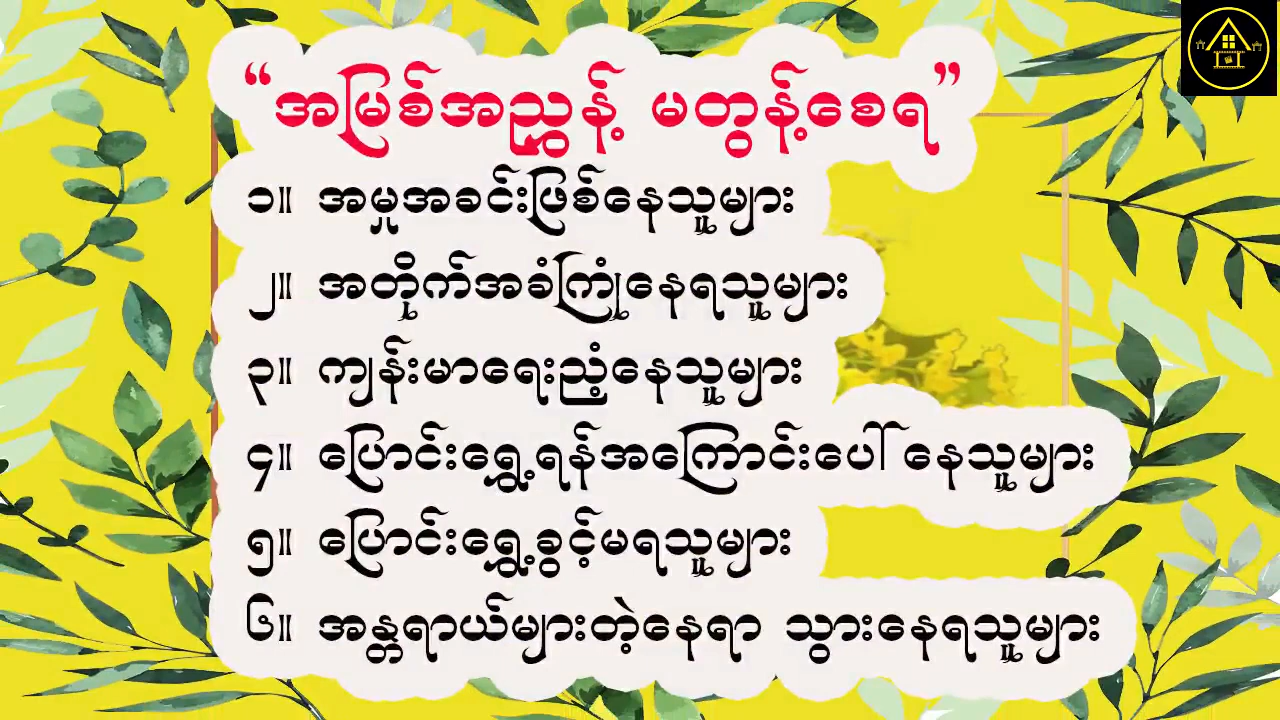 “အမြစ်အညွှန့် မတွန့်စေရ”
၁။ အမှုအခင်းဖြစ်နေသူများ
၂။ အတိုက်အခံကြုံနေရသူများ
၃။ ကျန်းမာရေးညံ့နေသူများ
၄။ ပြောင်းရွှေ့ရန်အကြောင်းပေါ်နေသူများ
၅။ ပြောင်းရွှေ့ခွင့်မရသူများ
၆။ အန္တရာယ်များတဲ့နေရာ သွားနေရသူများ